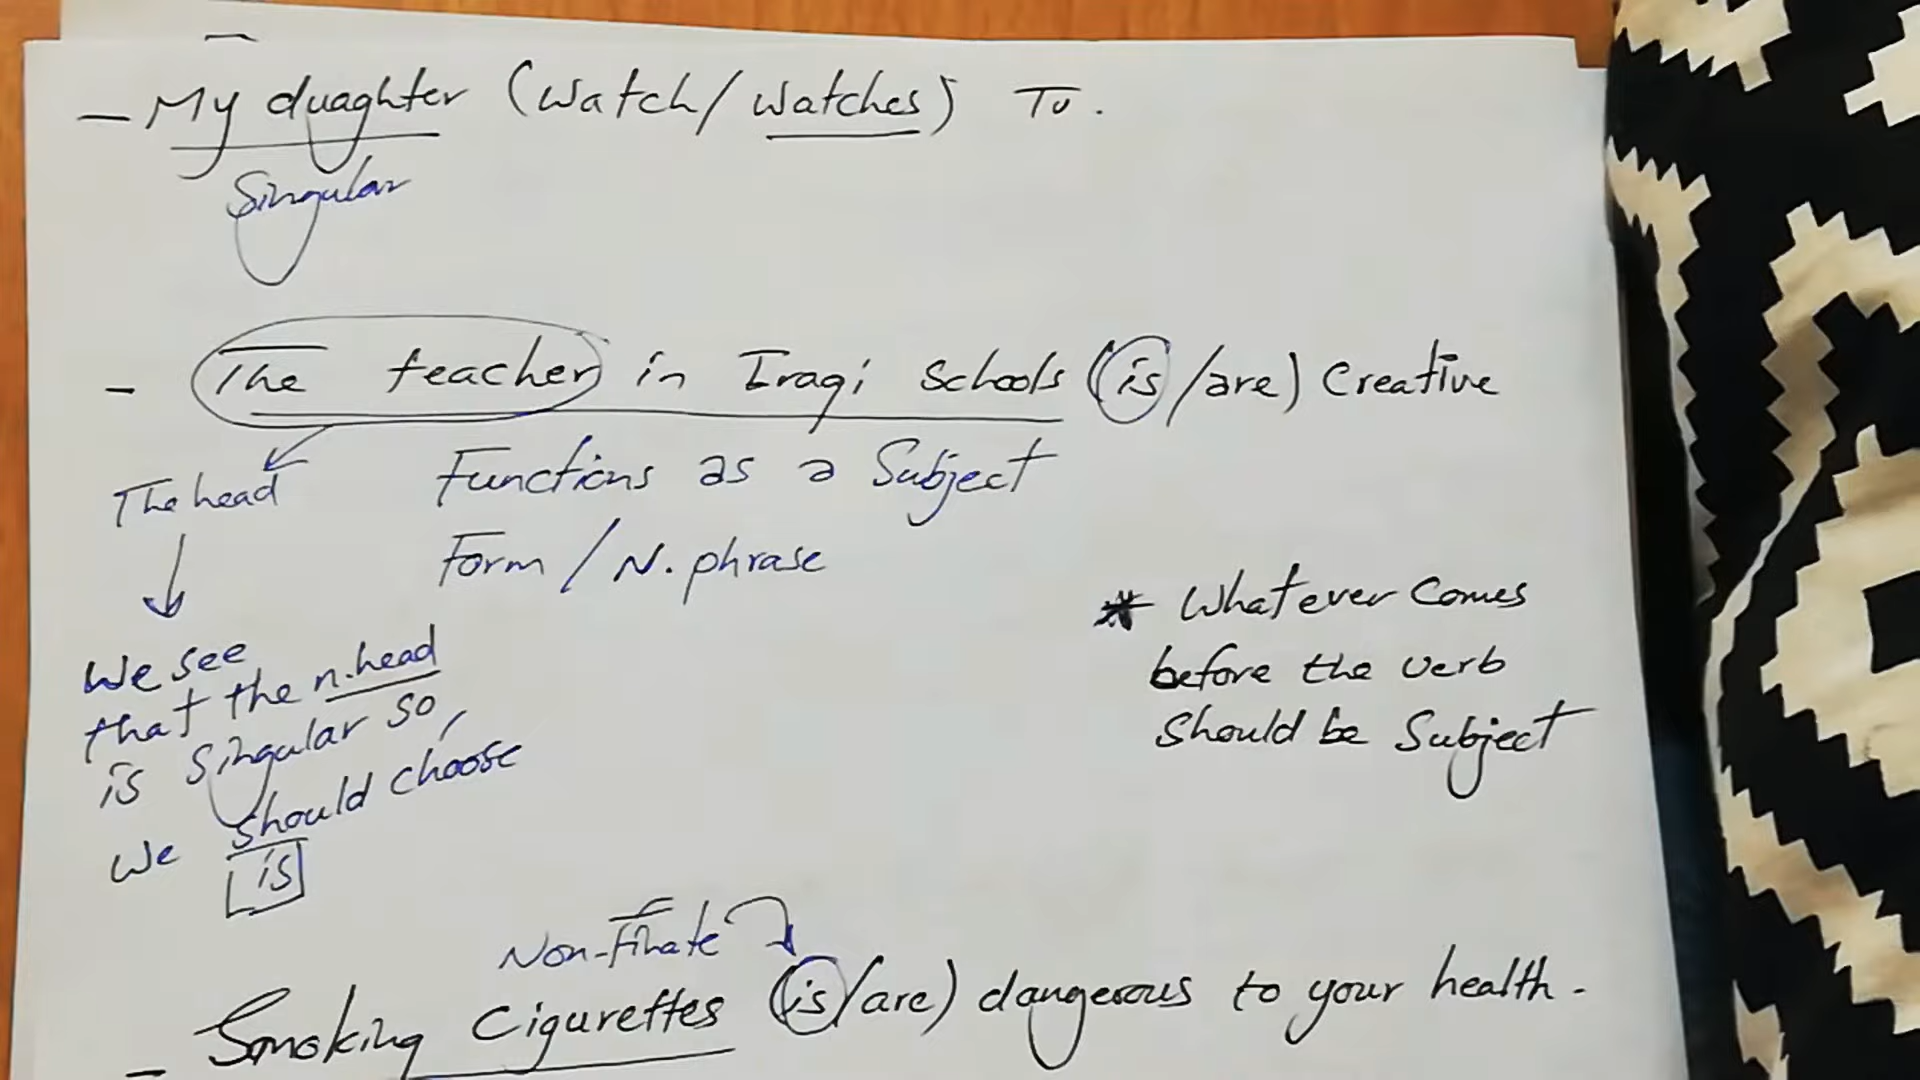 - My duaghter (watch/watches) TV.
Singular
- The teacher in Iraqi Schools (is/are) Creative
The head
Functions as a Subject
Form / N. phrase
We see
that the n.head
is Singular so,
we should choose
is
* Whatever Comes
before the verb
Should be Subject
Non-Finate
- Smoking Cigurettes (is/are) dangerous to your health.